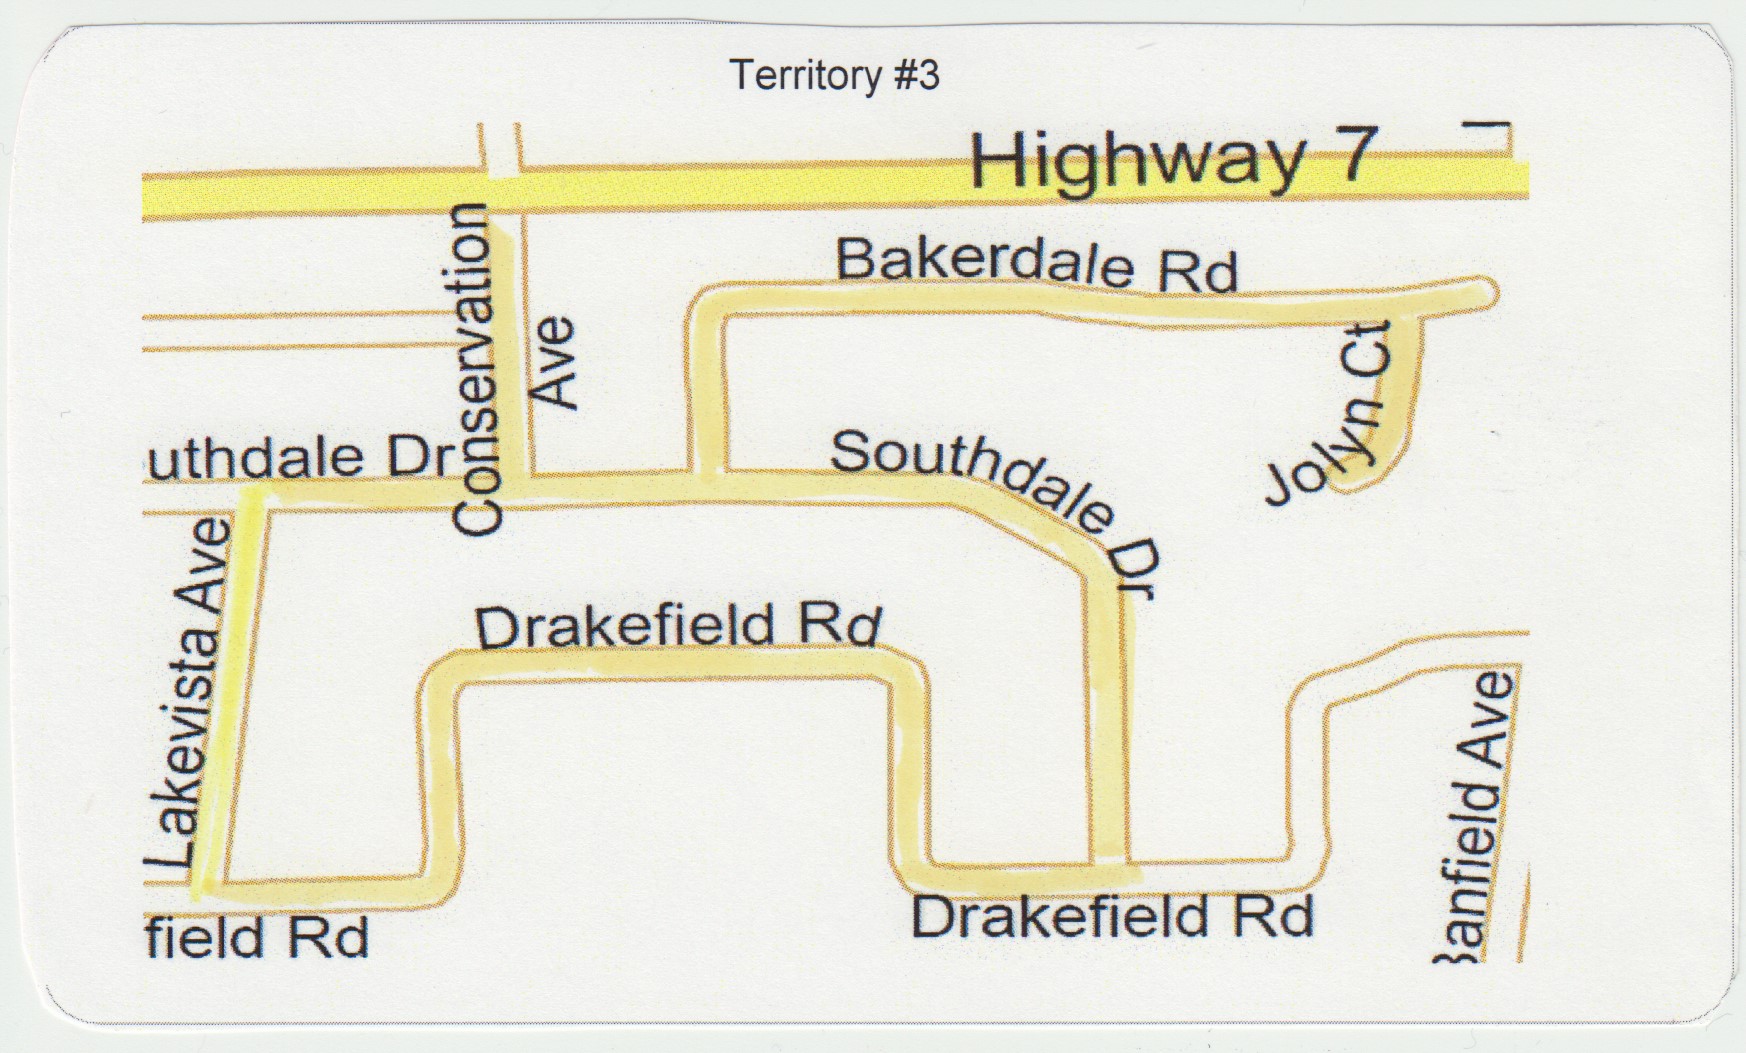 Territory #3
Highway 7
Bakerdale Rd
Conservation
Ave
Jolyn Ct
uthdale Dr
Southdale Dr
Lakevista Ave
Drakefield Rd
Banfield Ave
Drakefield Rd
field Rd